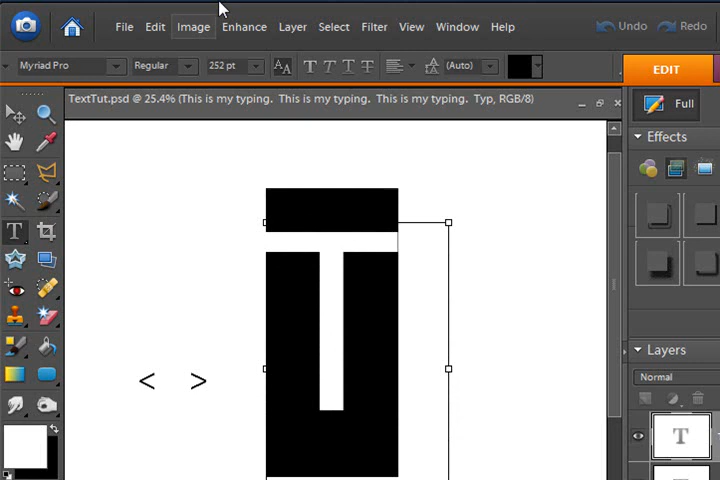 File Edit Image Enhance Layer Select Filter View Window Help Undo Redo
Myriad Pro Regular 252 pt AA T T T T (Auto) EDIT
TextTut.psd @ 25.4% (This is my typing. This is my typing. This is my typing. Typ, RGB/8)
Full
Effects
T
< >
Layers
Normal
T